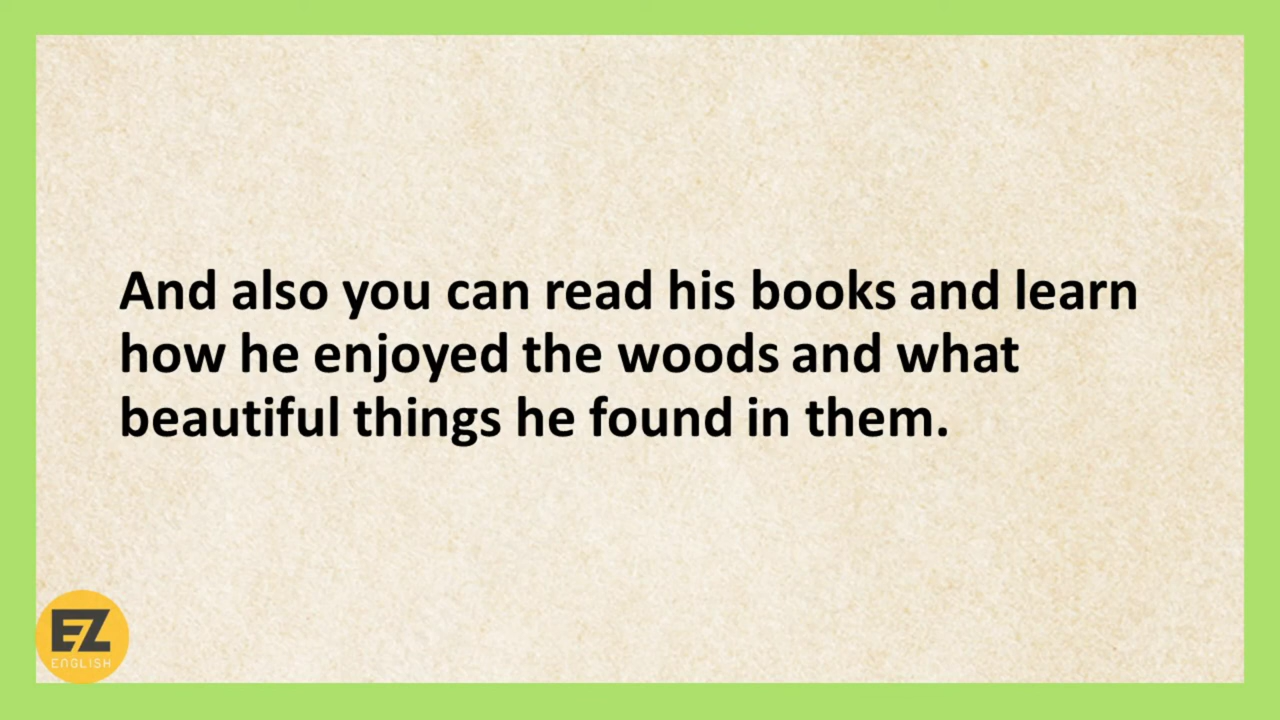 And also you can read his books and learn
how he enjoyed the woods and what
beautiful things he found in them.
EZ
ENGLISH